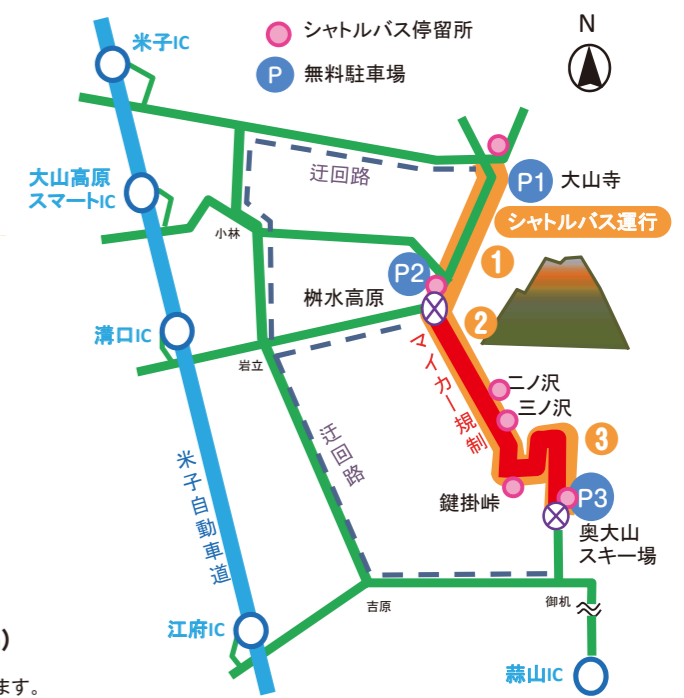 米子IC
シャトルバス停留所
N
P 無料駐車場
大山高原
スマートIC
迂回路
P1 大山寺
シャトルバス運行
小林
1
P2
桝水高原
2
溝口IC
マイカー規制
二ノ沢
三ノ沢
岩立
迂回路
3
米子自動車道
鍵掛峠
P3
奥大山
スキー場
吉原
御机
江府IC
蒜山IC
)
ます。